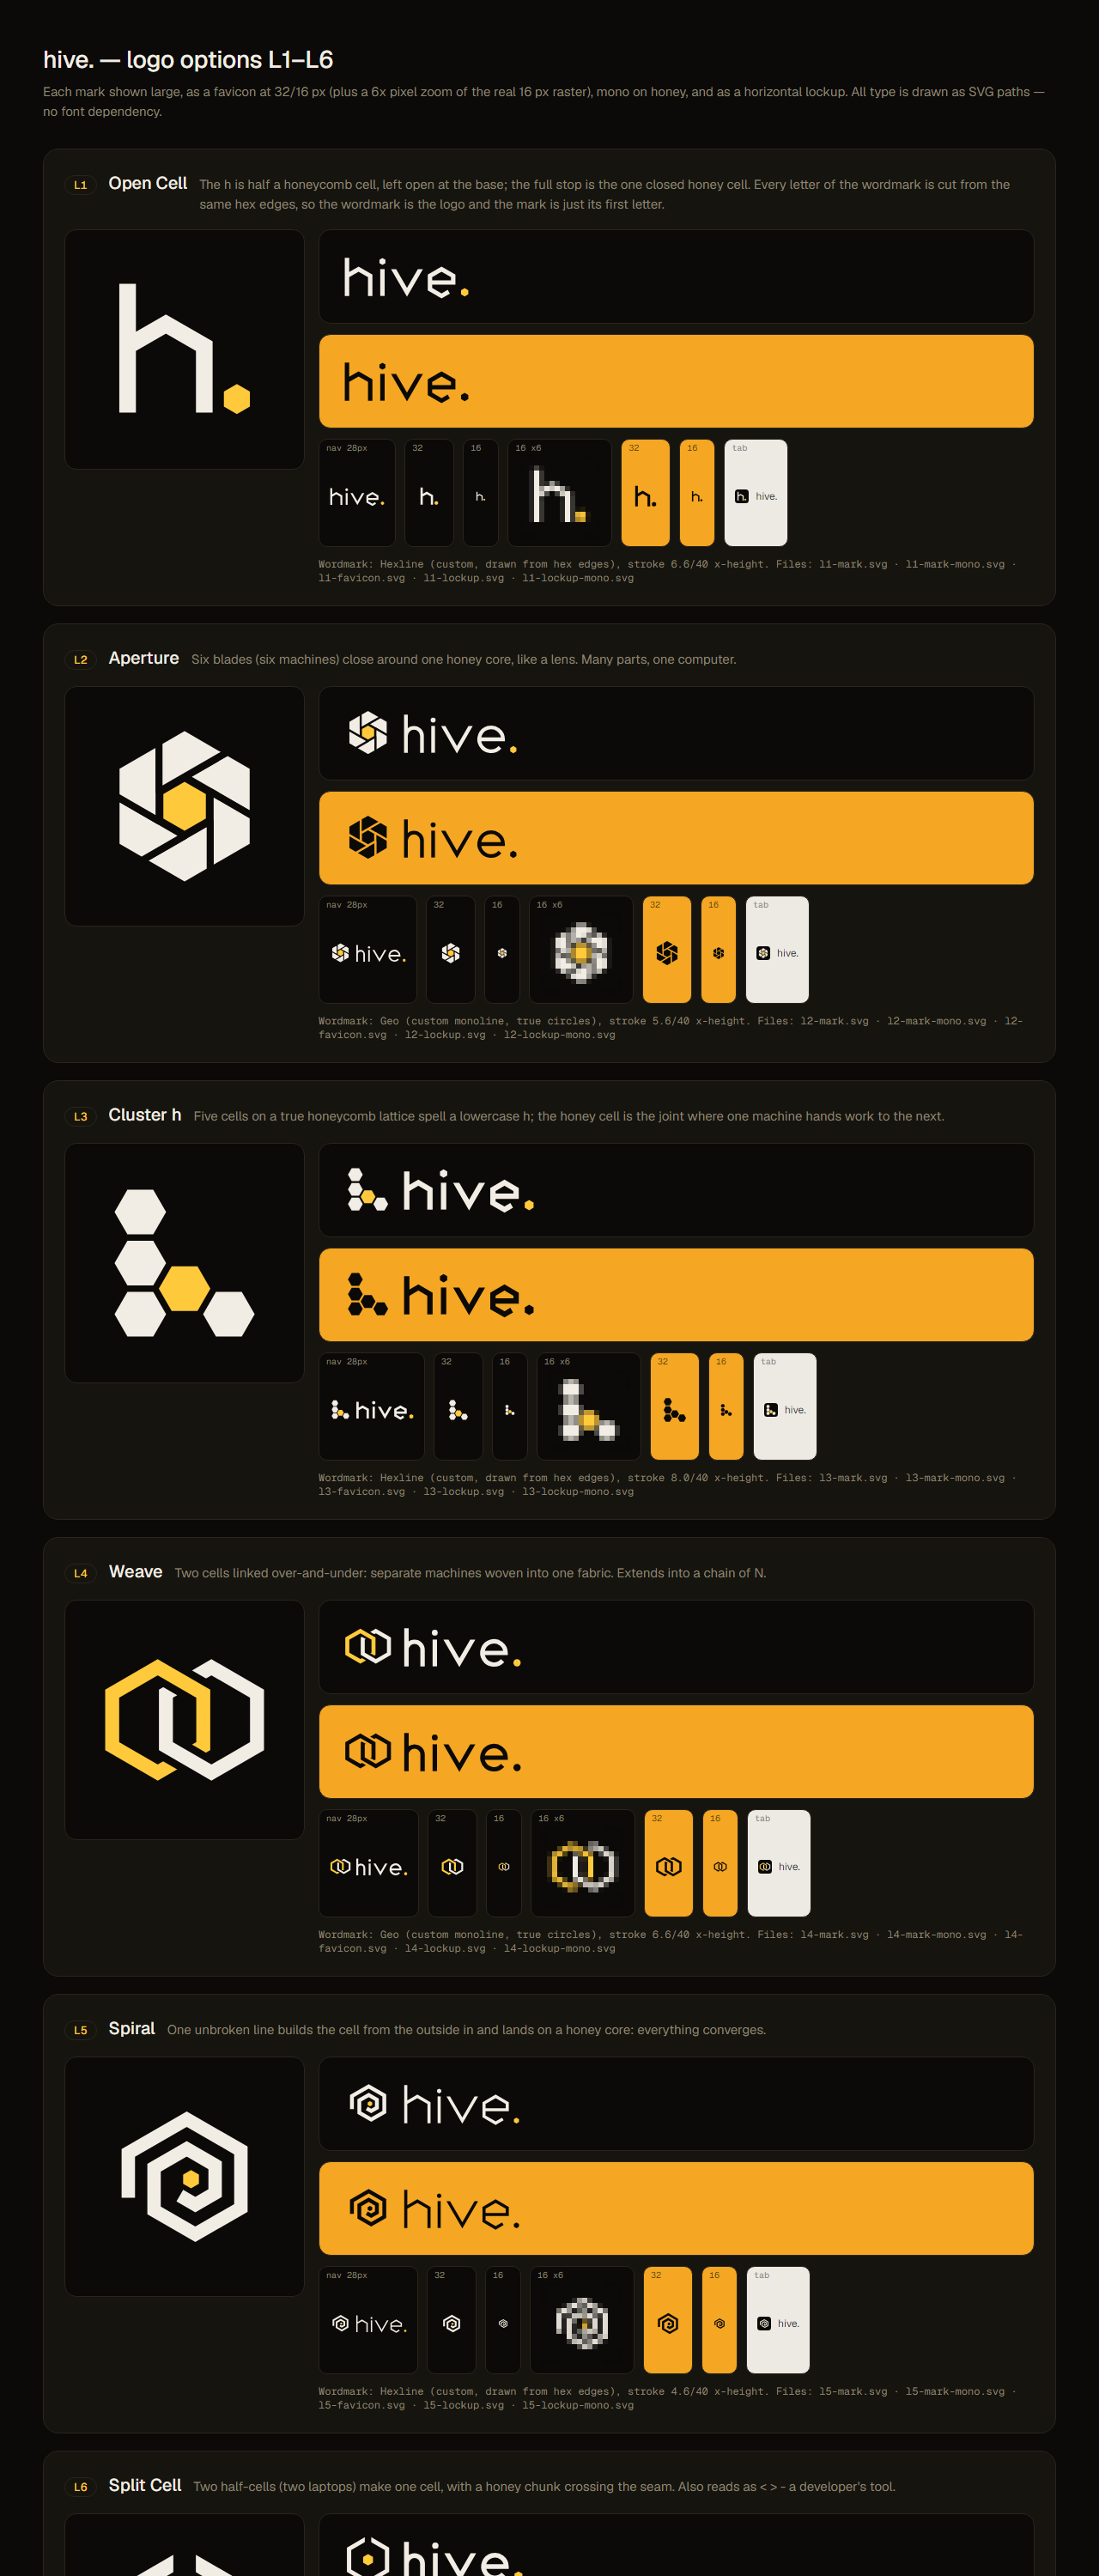 hive. — logo options L1–L6
Each mark shown large, as a favicon at 32/16 px (plus a 6x pixel zoom of the real 16 px raster), mono on honey, and as a horizontal lockup. All type is drawn as SVG paths —
no font dependency.
L1 Open Cell The h is half a honeycomb cell, left open at the base; the full stop is the one closed honey cell. Every letter of the wordmark is cut from the
same hex edges, so the wordmark is the logo and the mark is just its first letter.
h.
hive.
hive.
nav 28px 32 16 16 x6 32 16 tab
hive. h. h. h. h. h. h. hive.
Wordmark: Hexline (custom, drawn from hex edges), stroke 6.6/40 x-height. Files: l1-mark.svg · l1-mark-mono.svg ·
l1-favicon.svg · l1-lockup.svg · l1-lockup-mono.svg
L2 Aperture Six blades (six machines) close around one honey core, like a lens. Many parts, one computer.
hive.
hive.
nav 28px 32 16 16 x6 32 16 tab
hive. hive.
Wordmark: Geo (custom monoline, true circles), stroke 5.6/40 x-height. Files: l2-mark.svg · l2-mark-mono.svg · l2-
favicon.svg · l2-lockup.svg · l2-lockup-mono.svg
L3 Cluster h Five cells on a true honeycomb lattice spell a lowercase h; the honey cell is the joint where one machine hands work to the next.
hive.
hive.
nav 28px 32 16 16 x6 32 16 tab
hive. hive.
Wordmark: Hexline (custom, drawn from hex edges), stroke 8.0/40 x-height. Files: l3-mark.svg · l3-mark-mono.svg ·
l3-favicon.svg · l3-lockup.svg · l3-lockup-mono.svg
L4 Weave Two cells linked over-and-under: separate machines woven into one fabric. Extends into a chain of N.
hive.
hive.
nav 28px 32 16 16 x6 32 16 tab
hive. hive.
Wordmark: Geo (custom monoline, true circles), stroke 6.6/40 x-height. Files: l4-mark.svg · l4-mark-mono.svg · l4-
favicon.svg · l4-lockup.svg · l4-lockup-mono.svg
L5 Spiral One unbroken line builds the cell from the outside in and lands on a honey core: everything converges.
hive.
hive.
nav 28px 32 16 16 x6 32 16 tab
hive. hive.
Wordmark: Hexline (custom, drawn from hex edges), stroke 4.6/40 x-height. Files: l5-mark.svg · l5-mark-mono.svg ·
l5-favicon.svg · l5-lockup.svg · l5-lockup-mono.svg
L6 Split Cell Two half-cells (two laptops) make one cell, with a honey chunk crossing the seam. Also reads as < > - a developer's tool.
hive.